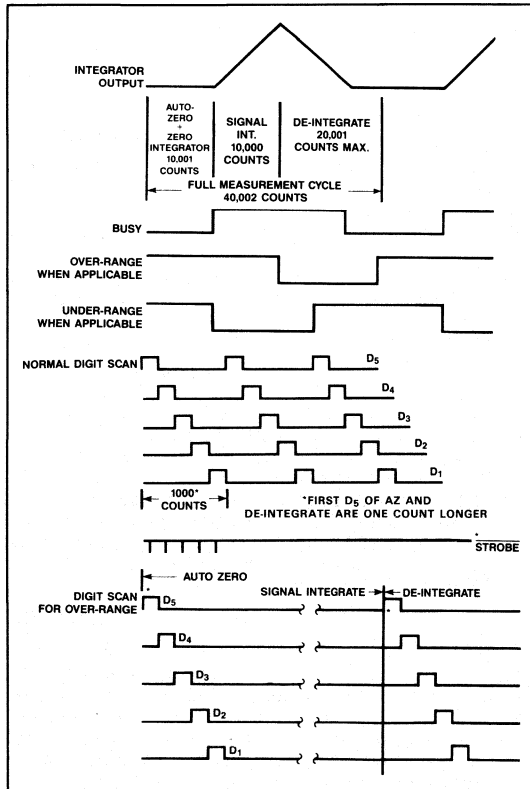 INTEGRATOR
OUTPUT
AUTO-
ZERO
+
ZERO
INTEGRATOR
10,001
COUNTS
SIGNAL
INT.
10,000
COUNTS
DE-INTEGRATE
20,001
COUNTS MAX.
FULL MEASUREMENT CYCLE
40,002 COUNTS
BUSY
OVER-RANGE
WHEN APPLICABLE
UNDER-RANGE
WHEN APPLICABLE
NORMAL DIGIT SCAN
D5
D4
D3
D2
D1
1000*
COUNTS
*FIRST D5 OF AZ AND
DE-INTEGRATE ARE ONE COUNT LONGER
*
STROBE
AUTO ZERO
SIGNAL INTEGRATE
DE-INTEGRATE
DIGIT SCAN
FOR OVER-RANGE
*
D5
*
D4
D3
D2
D1